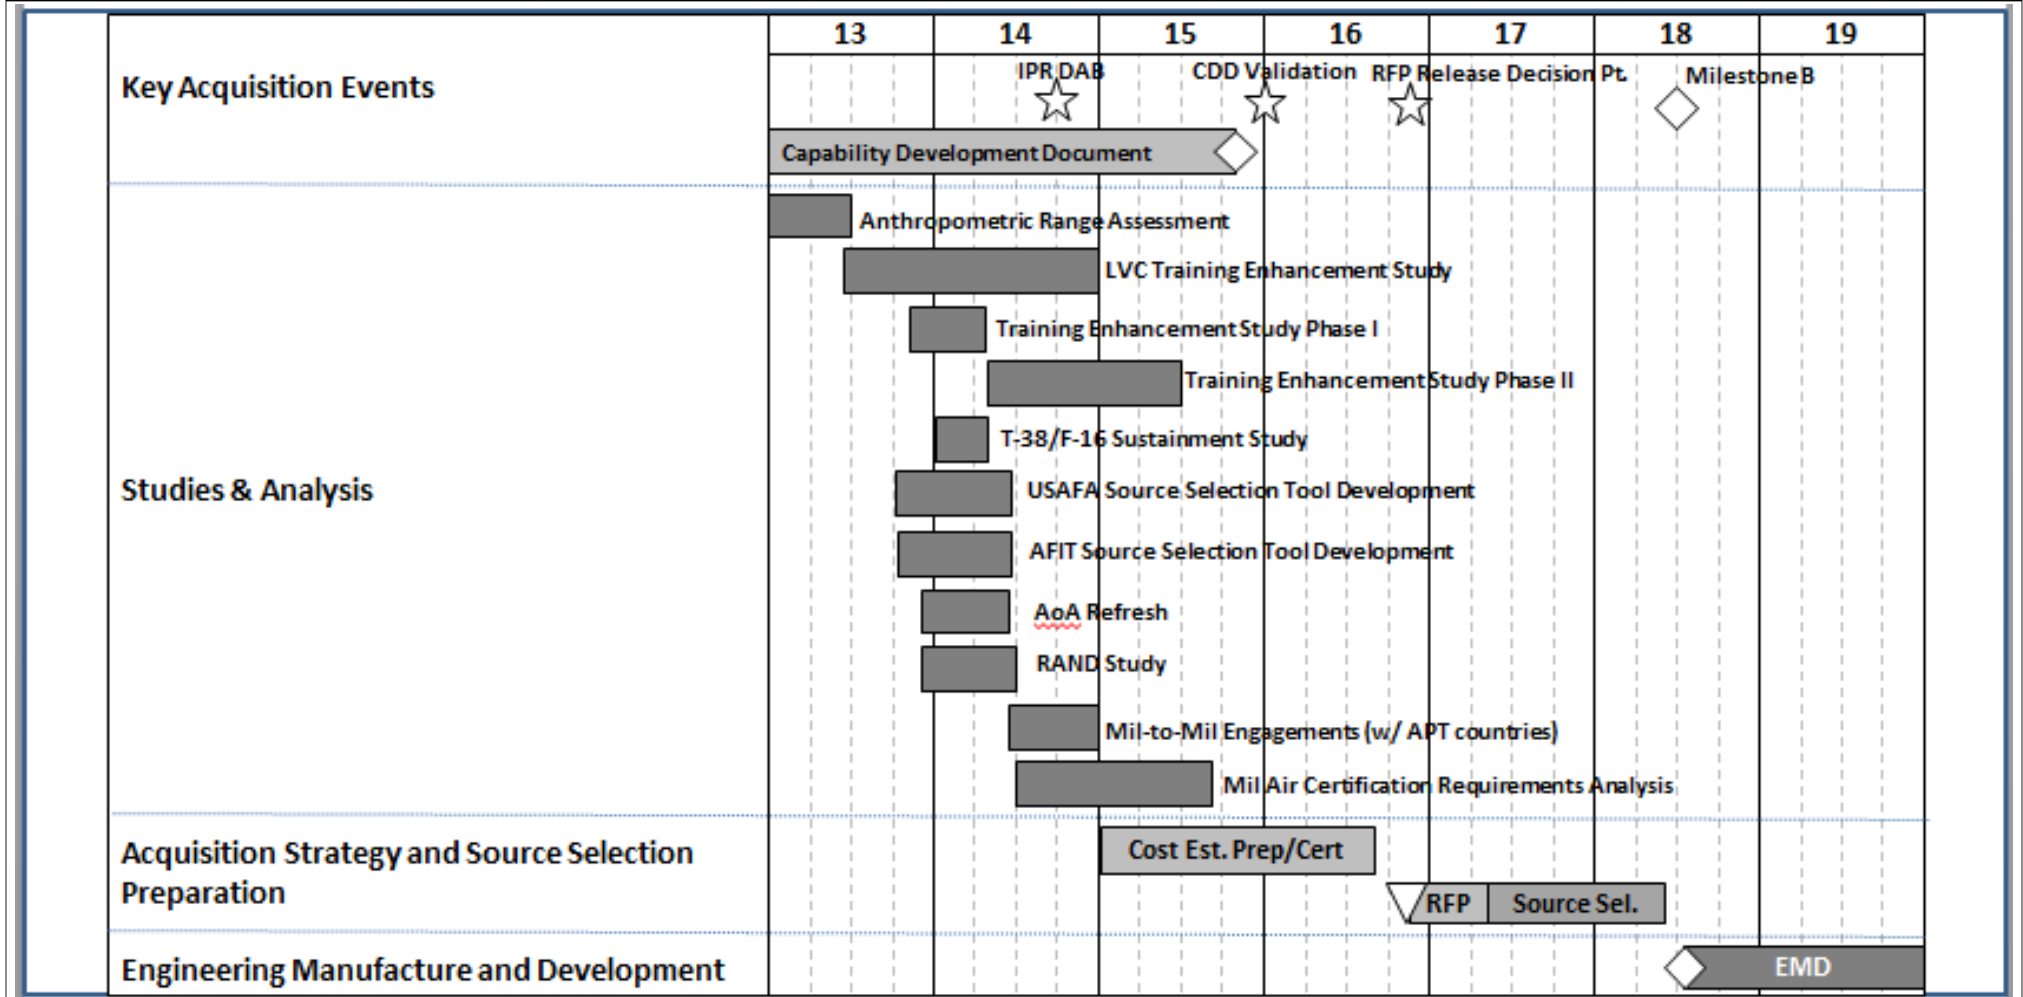 13 14 15 16 17 18 19
Key Acquisition Events
IPR DAB
CDD Validation
RFP Release Decision Pt.
Milestone B
Capability Development Document
Anthropometric Range Assessment
LVC Training Enhancement Study
Training Enhancement Study Phase I
Training Enhancement Study Phase II
T-38/F-16 Sustainment Study
Studies & Analysis
USAFA Source Selection Tool Development
AFIT Source Selection Tool Development
AoA Refresh
RAND Study
Mil-to-Mil Engagements (w/ APT countries)
Mil Air Certification Requirements Analysis
Acquisition Strategy and Source Selection
Preparation
Cost Est. Prep/Cert
RFP
Source Sel.
Engineering Manufacture and Development
EMD